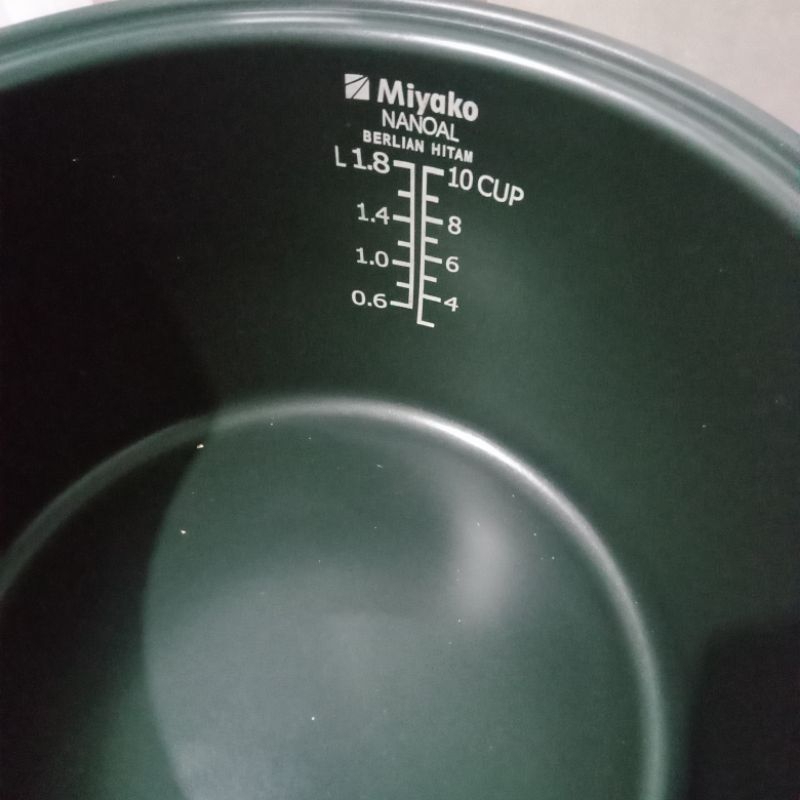 Miyako
NANOAL
BERLIAN HITAM
L 1.8 10 CUP
1.4 8
1.0 6
0.6 4